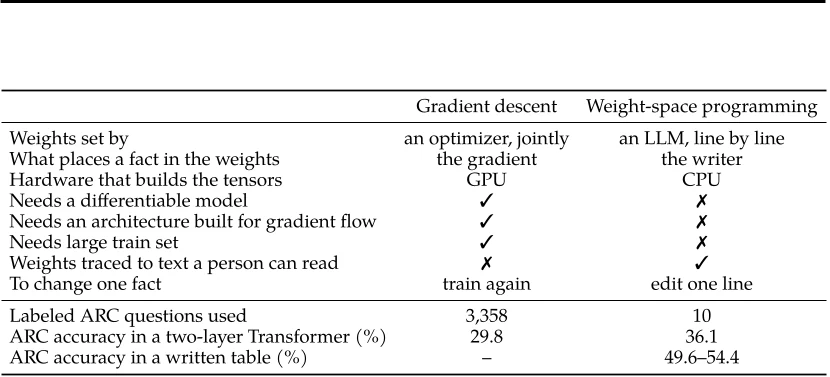 Gradient descent Weight-space programming
Weights set by an optimizer, jointly an LLM, line by line
What places a fact in the weights the gradient the writer
Hardware that builds the tensors GPU CPU
Needs a differentiable model ✓ ✗
Needs an architecture built for gradient flow ✓ ✗
Needs large train set ✓ ✗
Weights traced to text a person can read ✗ ✓
To change one fact train again edit one line
Labeled ARC questions used 3,358 10
ARC accuracy in a two-layer Transformer (%) 29.8 36.1
ARC accuracy in a written table (%) – 49.6–54.4